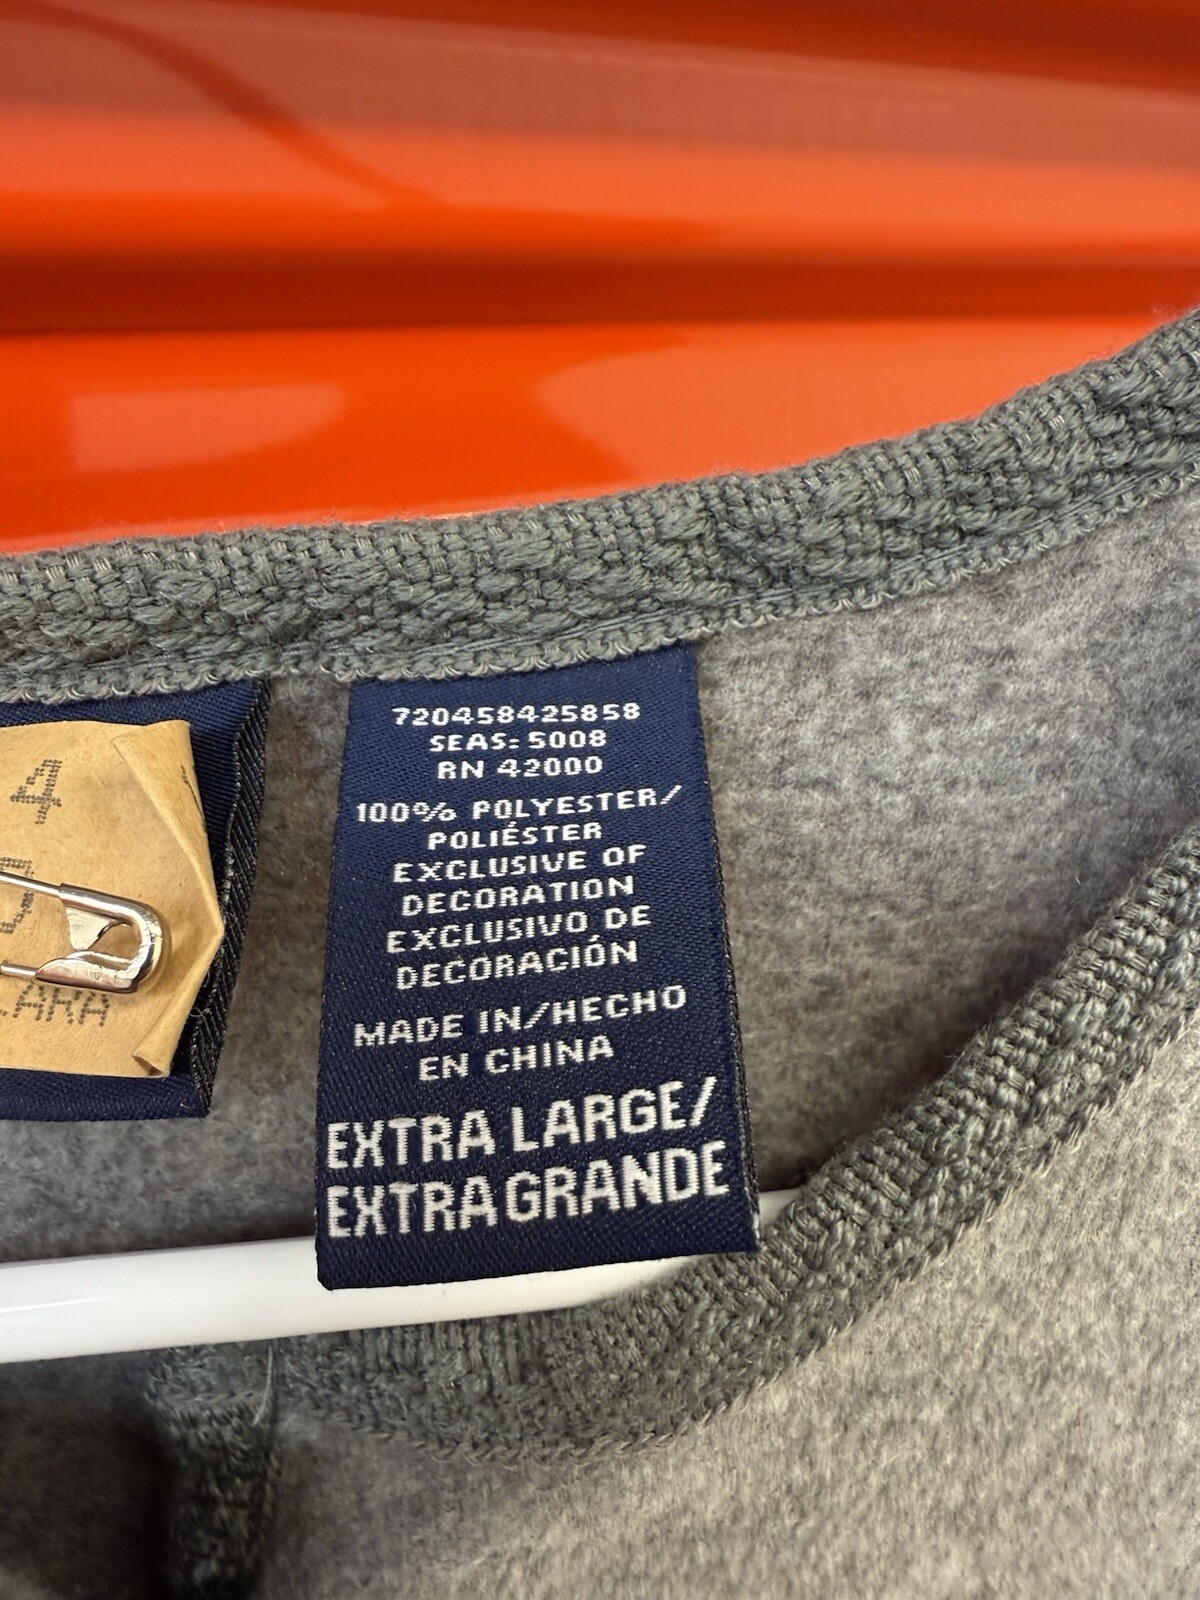 720458425858
SEAS: 5008
RN 42000
100% POLYESTER/
POLIÉSTER
EXCLUSIVE OF
DECORATION
EXCLUSIVO DE
DECORACIÓN
MADE IN/HECHO
EN CHINA
EXTRA LARGE/
EXTRA GRANDE
4